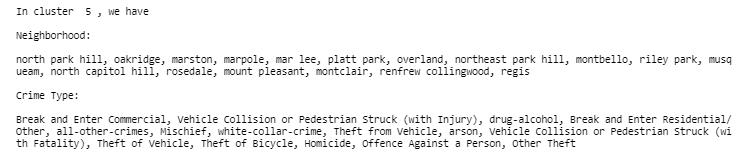 In cluster  5 , we have
Neighborhood:
north park hill, oakridge, marston, marpole, mar lee, platt park, overland, northeast park hill, montbello, riley park, musq
ueam, north capitol hill, rosedale, mount pleasant, montclair, renfrew collingwood, regis
Crime Type:
Break and Enter Commercial, Vehicle Collision or Pedestrian Struck (with Injury), drug-alcohol, Break and Enter Residential/
Other, all-other-crimes, Mischief, white-collar-crime, Theft from Vehicle, arson, Vehicle Collision or Pedestrian Struck (wi
th Fatality), Theft of Vehicle, Theft of Bicycle, Homicide, Offence Against a Person, Other Theft